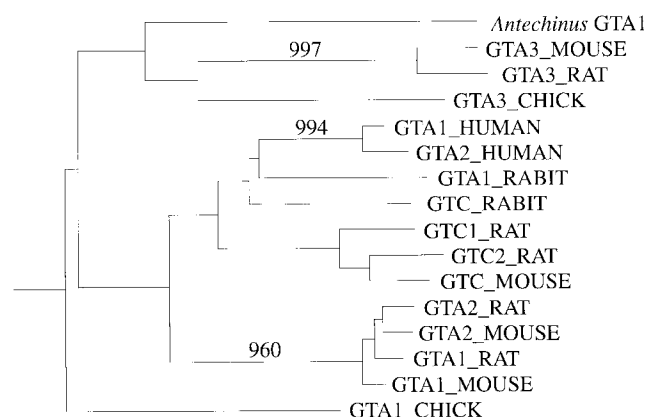 Antechinus GTA1
997
GTA3_MOUSE
GTA3_RAT
GTA3_CHICK
994
GTA1_HUMAN
GTA2_HUMAN
GTA1_RABIT
GTC_RABIT
GTC1_RAT
GTC2_RAT
GTC_MOUSE
GTA2_RAT
GTA2_MOUSE
960
GTA1_RAT
GTA1_MOUSE
GTA1_CHICK